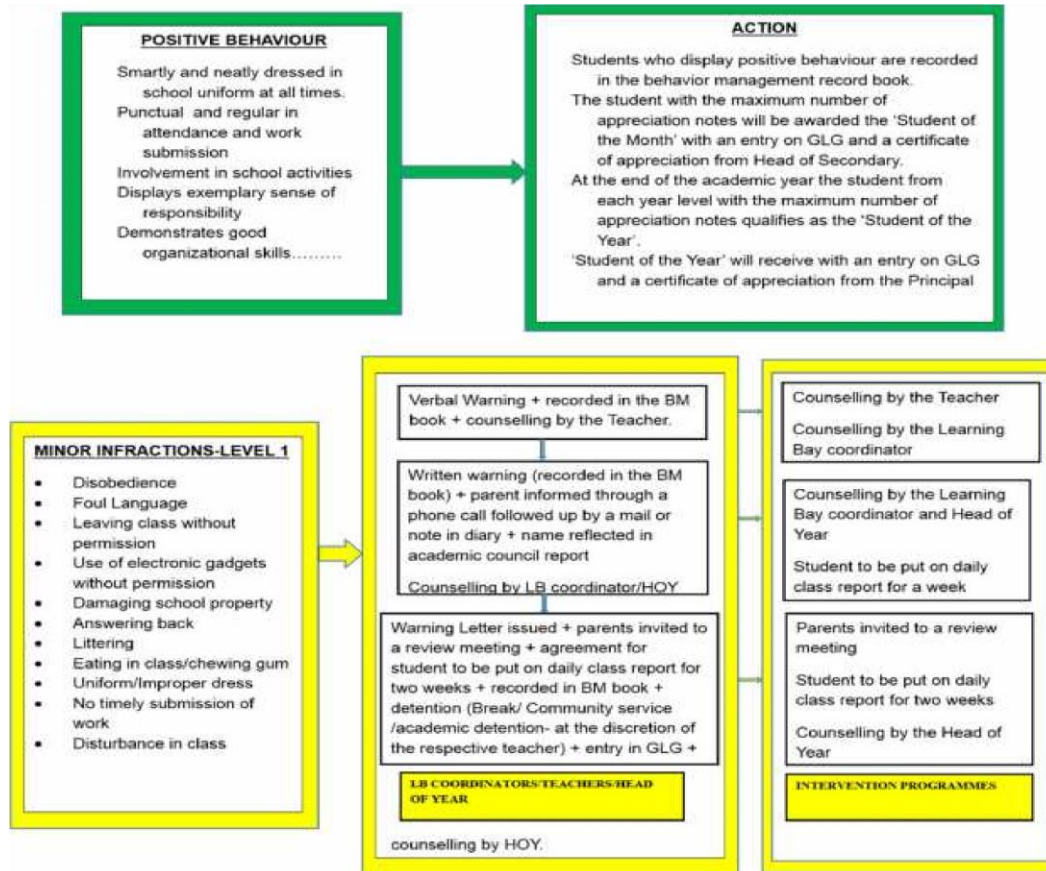 POSITIVE BEHAVIOUR
Smartly and neatly dressed in
school uniform at all times.
Punctual and regular in
attendance and work
submission
Involvement in school activities
Displays exemplary sense of
responsibility
Demonstrates good
organizational skills.........
ACTION
Students who display positive behaviour are recorded
in the behavior management record book.
The student with the maximum number of
appreciation notes will be awarded the ‘Student of
the Month’ with an entry on GLG and a certificate
of appreciation from Head of Secondary.
At the end of the academic year the student from
each year level with the maximum number of
appreciation notes qualifies as the ‘Student of the
Year’.
‘Student of the Year’ will receive with an entry on GLG
and a certificate of appreciation from the Principal
MINOR INFRACTIONS-LEVEL 1
• Disobedience
• Foul Language
• Leaving class without
permission
• Use of electronic gadgets
without permission
• Damaging school property
• Answering back
• Littering
• Eating in class/chewing gum
• Uniform/Improper dress
• No timely submission of
work
• Disturbance in class
Verbal Warning + recorded in the BM
book + counselling by the Teacher.
Written warning (recorded in the BM
book) + parent informed through a
phone call followed up by a mail or
note in diary + name reflected in
academic council report
Counselling by LB coordinator/HOY
Warning Letter issued + parents invited to
a review meeting + agreement for
student to be put on daily class report for
two weeks + recorded in BM book +
detention (Break/ Community service
/academic detention- at the discretion of
the respective teacher) + entry in GLG +
LB COORDINATORS/TEACHERS/HEAD
OF YEAR
counselling by HOY.
Counselling by the Teacher
Counselling by the Learning
Bay coordinator
Counselling by the Learning
Bay coordinator and Head of
Year
Student to be put on daily
class report for a week
Parents invited to a review
meeting
Student to be put on daily
class report for two weeks
Counselling by the Head of
Year
INTERVENTION PROGRAMMES